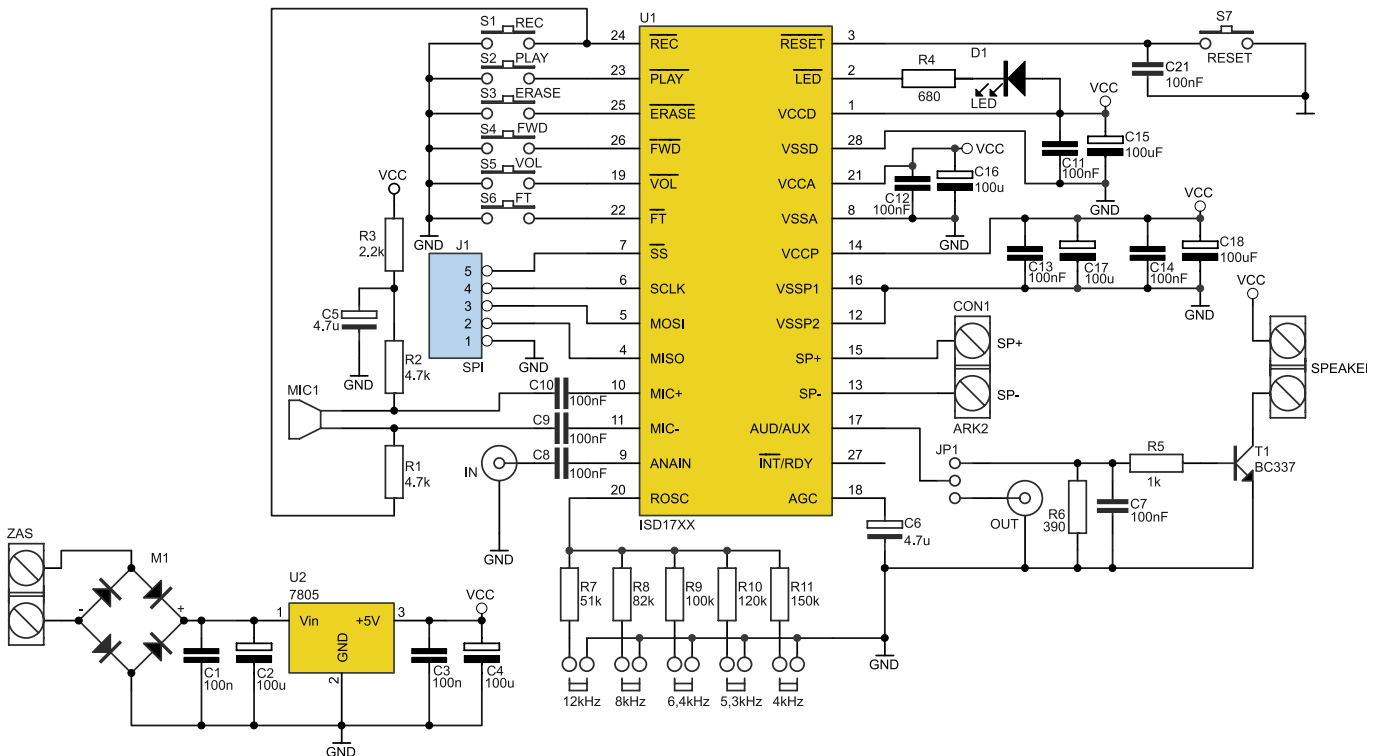 S1 REC
S2 PLAY
S3 ERASE
S4 FWD
S5 VOL
S6 FT
GND
U1
24 REC
23 PLAY
25 ERASE
26 FWD
19 VOL
22 FT
7 SS
6 SCLK
5 MOSI
4 MISO
10 MIC+
11 MIC-
9 ANAIN
20 ROSC
RESET 3
LED 2
VCCD 1
VSSD 28
VCCA 21
VSSA 8
VCCP 14
VSSP1 16
VSSP2 12
SP+ 15
SP- 13
AUD/AUX 17
INT/RDY 27
AGC 18
ISD17XX
S7
RESET
C21
100nF
R4
680
D1
LED
VCC
C15
100uF
C11
100nF
GND
VCC
C16
100u
C12
100nF
GND
VCC
C13
100nF
C17
100u
C14
100nF
C18
100uF
GND
CON1
SP+
SP-
ARK2
VCC
SPEAKE
JP1
OUT
R5
1k
T1
BC337
R6
390
C7
100nF
C6
4.7u
GND
VCC
R3
2.2k
C5
4.7u
GND
R2
4.7k
J1
5
4
3
2
1
SPI
GND
MIC1
C10
100nF
C9
100nF
C8
100nF
IN
GND
R1
4.7k
R7
51k
R8
82k
R9
100k
R10
120k
R11
150k
12kHz
8kHz
6,4kHz
5,3kHz
4kHz
ZAS
M1
-
+
C1
100n
C2
100u
U2
7805
1
Vin
+5V
3
GND
2
VCC
C3
100n
C4
100u
GND